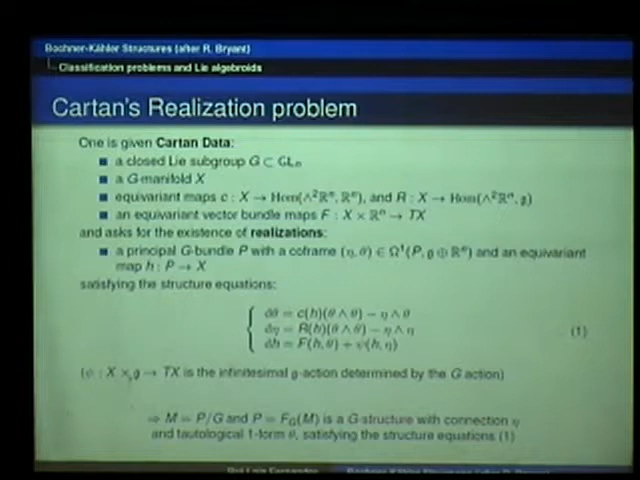 Bochner-Kähler Structures (after R. Bryant)
Classification problems and Lie algebroids
Cartan's Realization problem
One is given Cartan Data:
a closed Lie subgroup G ⊂ GLₙ
a G-manifold X
equivariant maps c : X → Hom(∧²ℝⁿ, ℝⁿ), and R : X → Hom(∧²ℝⁿ, 𝔤)
an equivariant vector bundle maps F : X × ℝⁿ → TX
and asks for the existence of realizations:
a principal G-bundle P with a coframe (η, θ) ∈ Ω¹(P, 𝔤 ⊕ ℝⁿ) and an equivariant
map h : P → X
satisfying the structure equations:
dθ = c(h)(θ ∧ θ) − η ∧ θ
dη = R(h)(θ ∧ θ) − η ∧ η
dh = F(h, θ) + ψ(h, η)
(1)
(ψ : X × 𝔤 → TX is the infinitesimal 𝔤-action determined by the G action)
⇒ M = P/G and P = F_G(M) is a G-structure with connection η
and tautological 1-form θ, satisfying the structure equations (1)